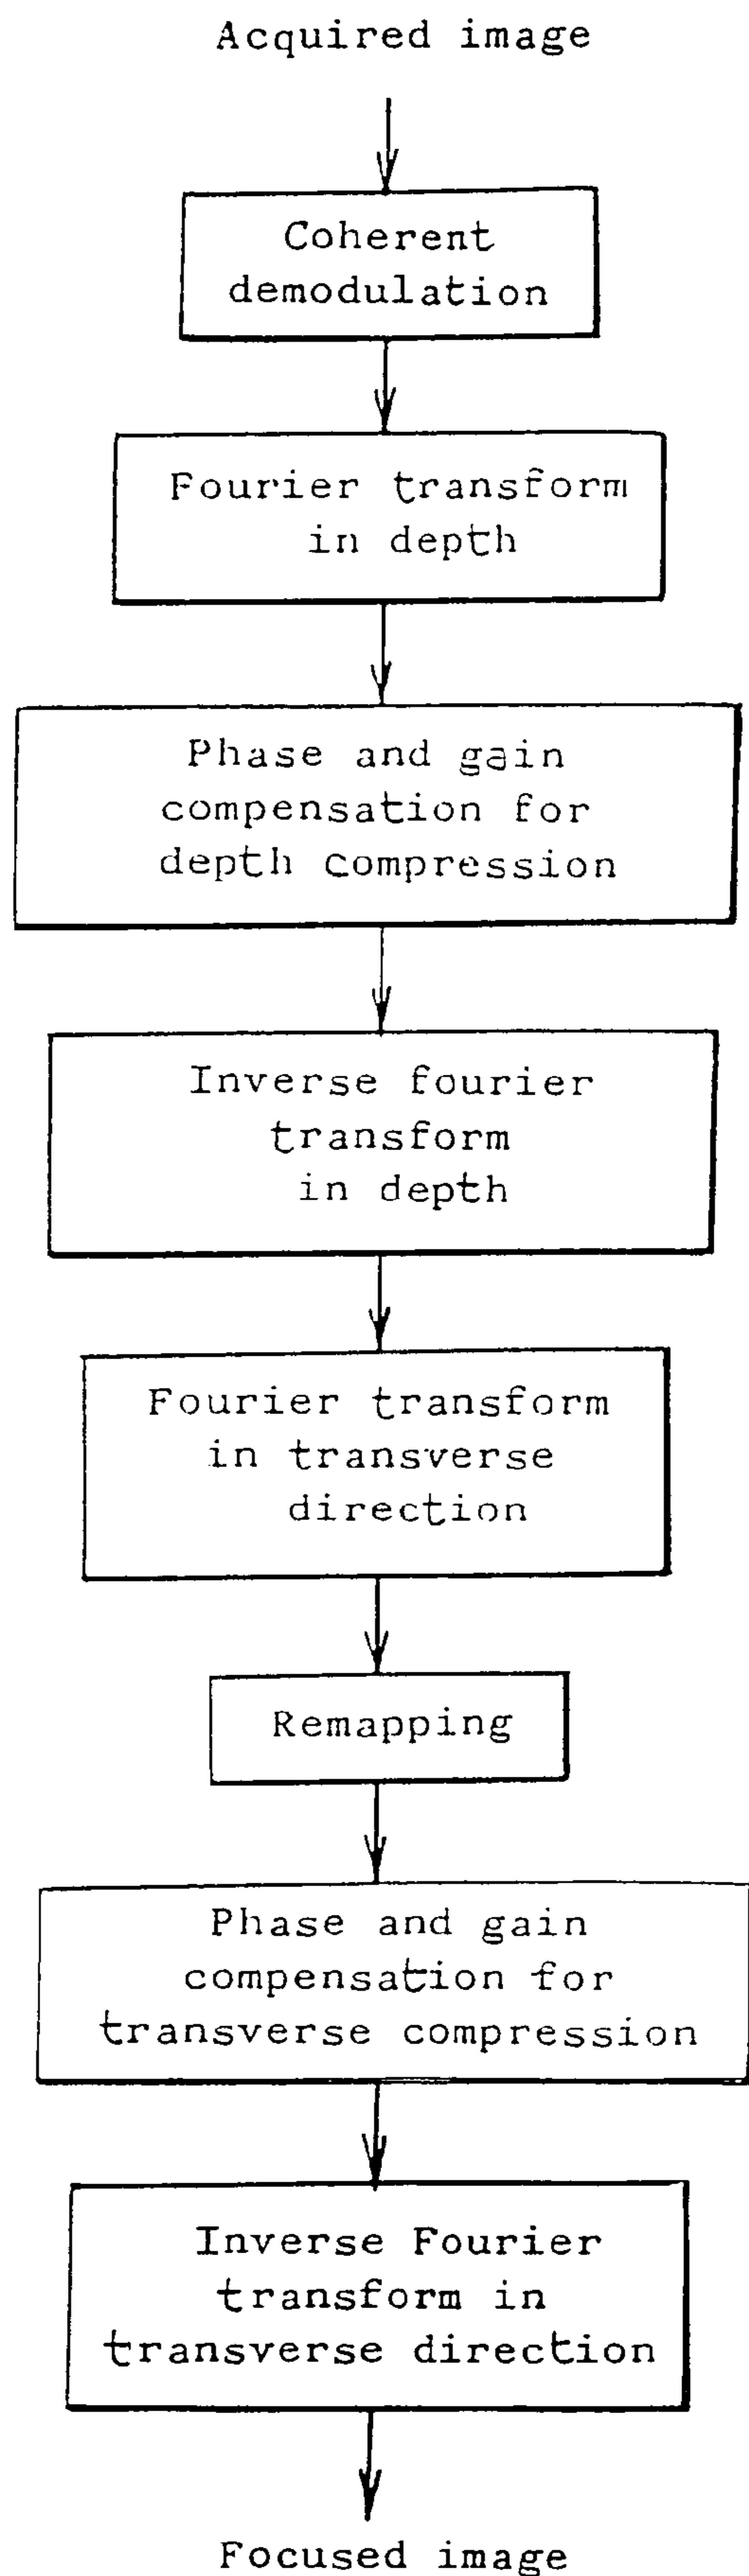 Acquired image
Coherent
demodulation
Fourier transform
in depth
Phase and gain
compensation for
depth compression
Inverse fourier
transform
in depth
Fourier transform
in transverse
direction
Remapping
Phase and gain
compensation for
transverse compression
Inverse Fourier
transform in
transverse direction
Focused image